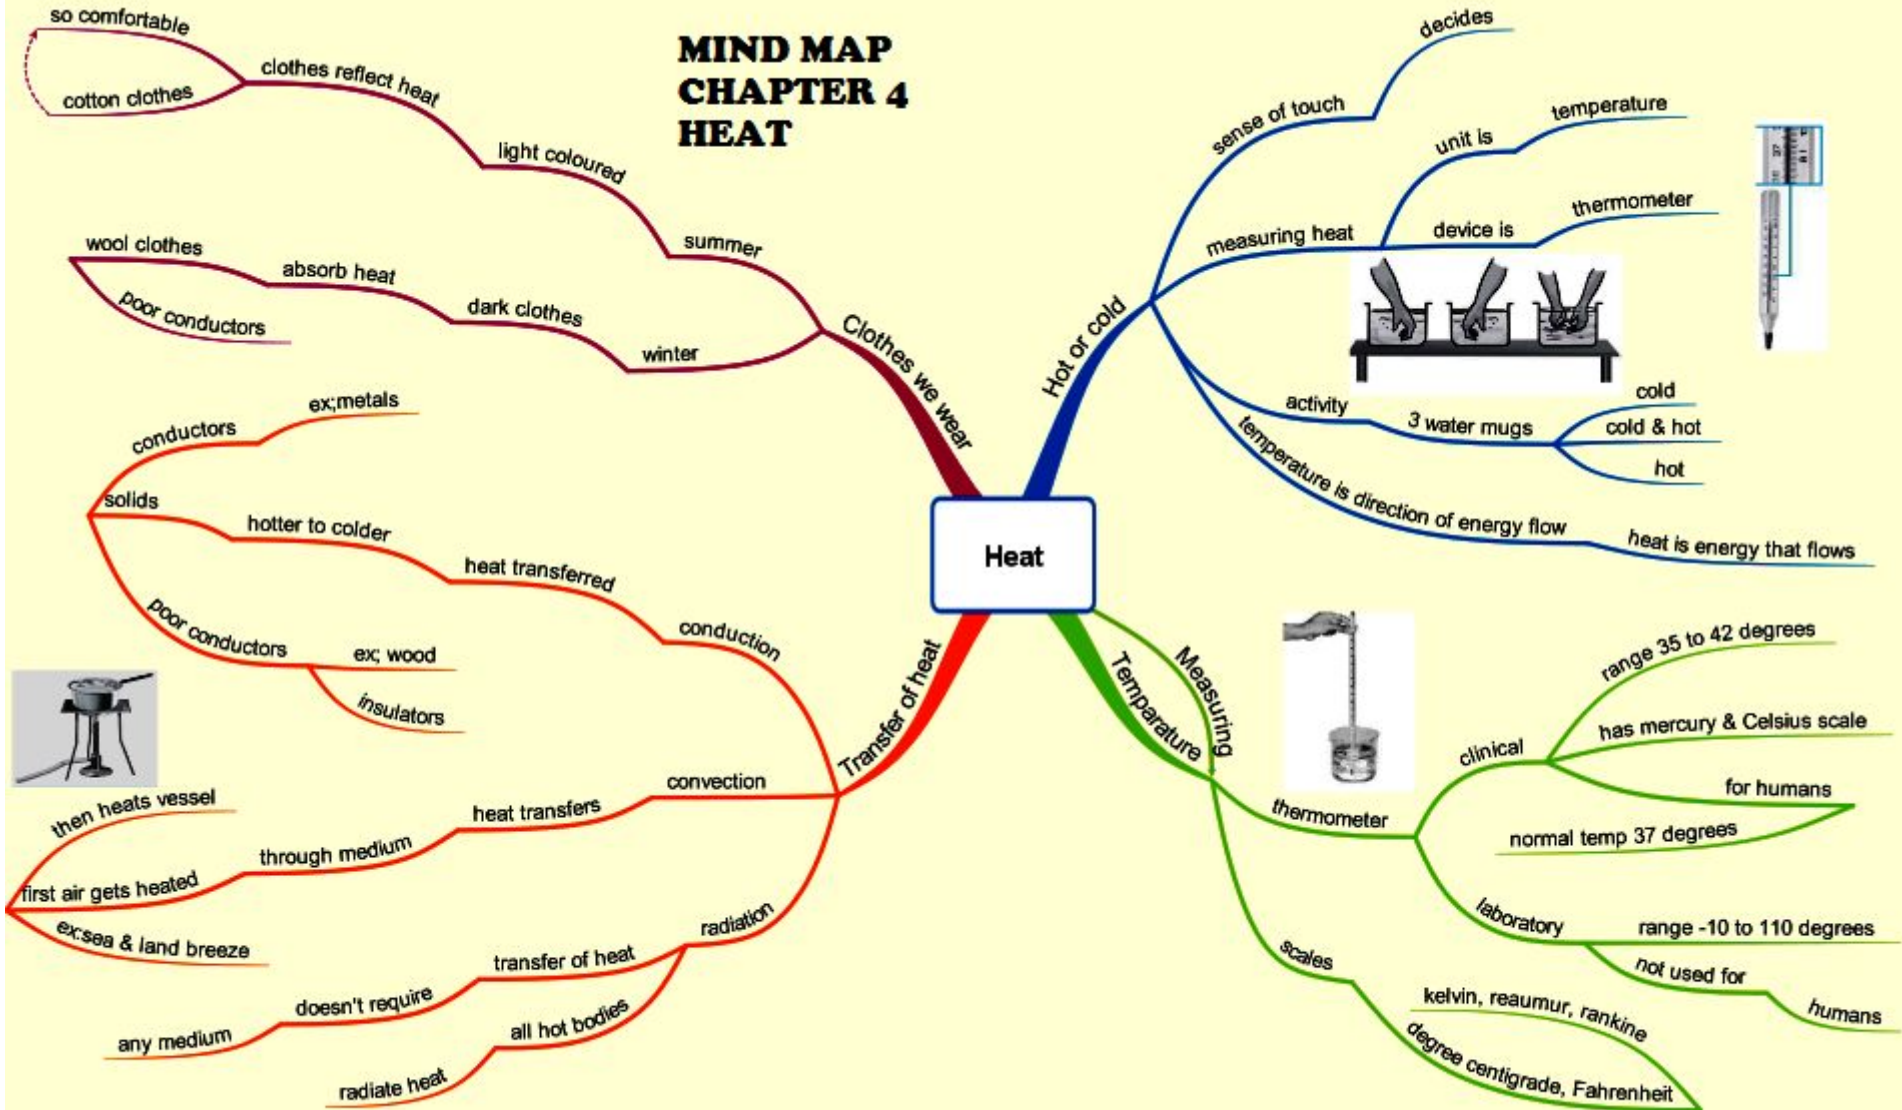 MIND MAP
CHAPTER 4
HEAT
Heat
Clothes we wear
summer
light coloured
clothes reflect heat
so comfortable
cotton clothes
winter
dark clothes
absorb heat
wool clothes
poor conductors
Hot or cold
sense of touch
decides
measuring heat
unit is
temperature
device is
thermometer
activity
3 water mugs
cold
cold & hot
hot
temperature is direction of energy flow
heat is energy that flows
Transfer of heat
conduction
heat transferred
hotter to colder
solids
conductors
ex;metals
poor conductors
ex; wood
insulators
convection
heat transfers
through medium
first air gets heated
then heats vessel
ex:sea & land breeze
radiation
transfer of heat
doesn't require
any medium
all hot bodies
radiate heat
Temparature
Measuring
thermometer
clinical
range 35 to 42 degrees
has mercury & Celsius scale
for humans
normal temp 37 degrees
laboratory
range -10 to 110 degrees
not used for
humans
scales
kelvin, reaumur, rankine
degree centigrade, Fahrenheit
37